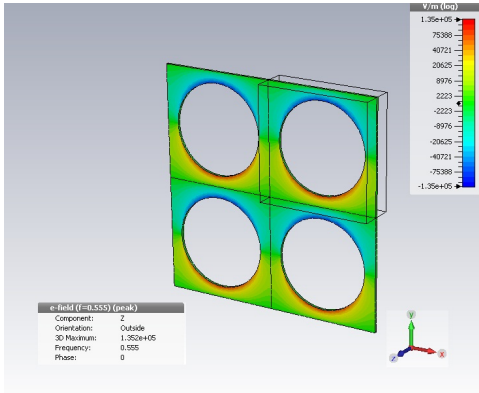 V/m (log)
1.35e+05
75388
40721
20625
8976
2223
-2223
-8976
-20625
-40721
-75388
-1.35e+05
e-field (f=0.555) (peak)
Component: Z
Orientation: Outside
3D Maximum: 1.352e+05
Frequency: 0.555
Phase: 0
y
z
x